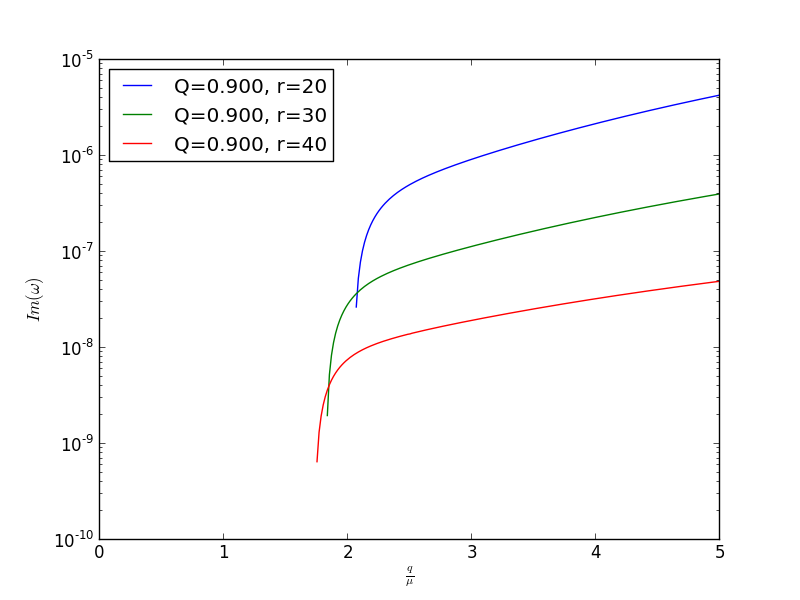 10^-5
Q=0.900, r=20
Q=0.900, r=30
Q=0.900, r=40
10^-6
10^-7
Im(ω)
10^-8
10^-9
10^-10
0 1 2 3 4 5
q/μ